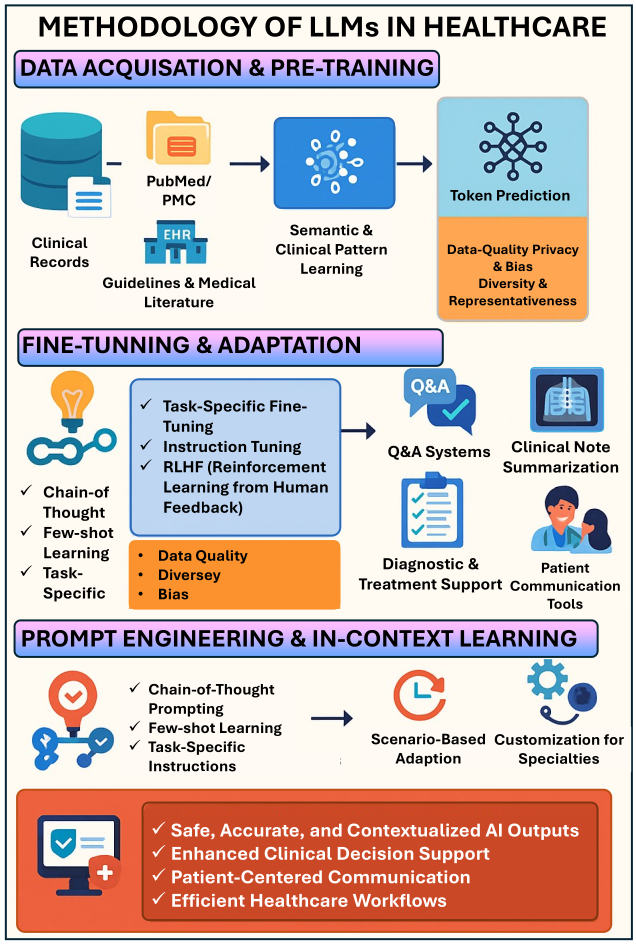 METHODOLOGY OF LLMs IN HEALTHCARE
DATA ACQUISATION & PRE-TRAINING
Clinical
Records
PubMed/
PMC
EHR
Guidelines & Medical
Literature
Semantic &
Clinical Pattern
Learning
Token Prediction
Data-Quality Privacy
& Bias
Diversity &
Representativeness
FINE-TUNNING & ADAPTATION
Chain-of
Thought
Few-shot
Learning
Task-
Specific
Task-Specific Fine-
Tuning
Instruction Tuning
RLHF (Reinforcement
Learning from Human
Feedback)
Data Quality
Diversey
Bias
Q&A
Q&A Systems
Clinical Note
Summarization
Diagnostic &
Treatment Support
Patient
Communication
Tools
PROMPT ENGINEERING & IN-CONTEXT LEARNING
Chain-of-Thought
Prompting
Few-shot Learning
Task-Specific
Instructions
Scenario-Based
Adaption
Customization for
Specialties
Safe, Accurate, and Contextualized AI Outputs
Enhanced Clinical Decision Support
Patient-Centered Communication
Efficient Healthcare Workflows